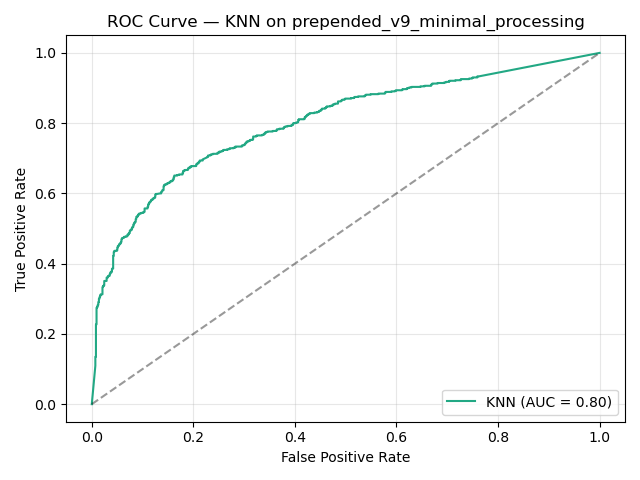 ROC Curve — KNN on prepended_v9_minimal_processing
True Positive Rate
1.0
0.8
0.6
0.4
0.2
0.0
KNN (AUC = 0.80)
0.0 0.2 0.4 0.6 0.8 1.0
False Positive Rate